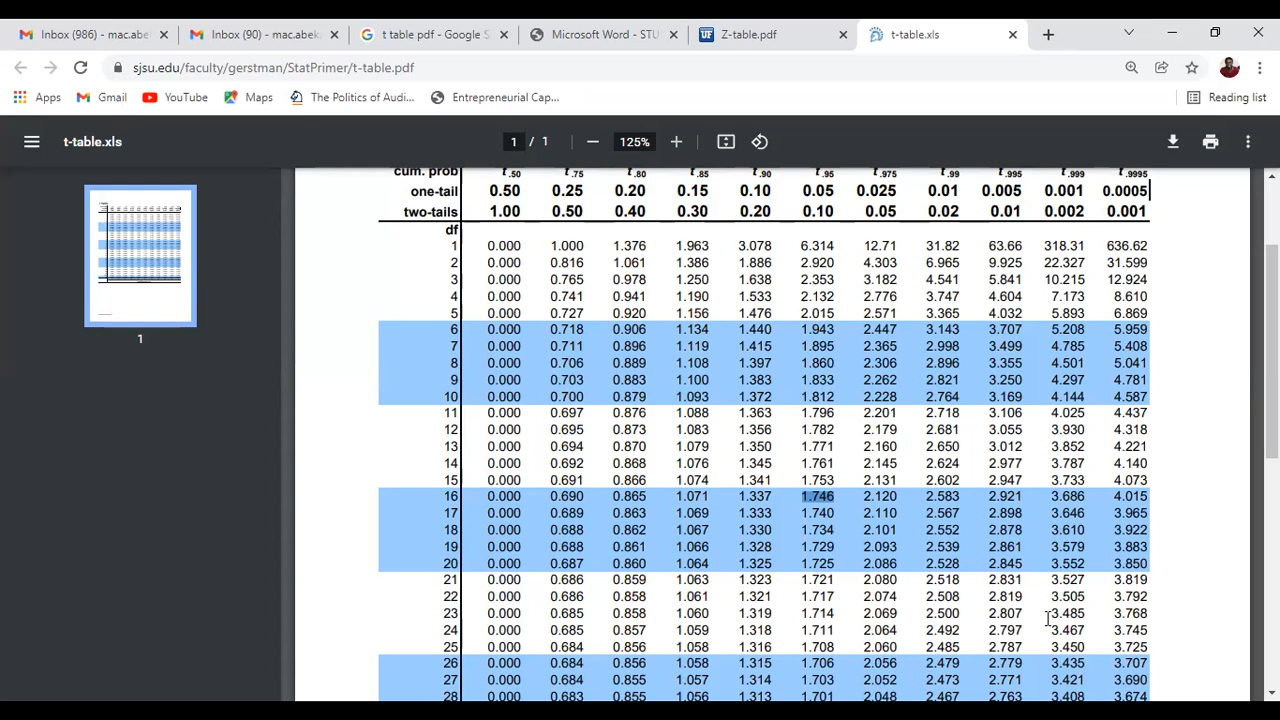 Inbox (986) - mac.abek
Inbox (90) - mac.abek.
t table pdf - Google S
Microsoft Word - STU
UF Z-table.pdf
t-table.xls
sjsu.edu/faculty/gerstman/StatPrimer/t-table.pdf
Apps Gmail YouTube Maps The Politics of Audi... Entrepreneurial Cap... Reading list
t-table.xls 1 / 1 125%
1
cum. prob t.50 t.75 t.80 t.85 t.90 t.95 t.975 t.99 t.995 t.999 t.9995
one-tail 0.50 0.25 0.20 0.15 0.10 0.05 0.025 0.01 0.005 0.001 0.0005
two-tails 1.00 0.50 0.40 0.30 0.20 0.10 0.05 0.02 0.01 0.002 0.001
df
1 0.000 1.000 1.376 1.963 3.078 6.314 12.71 31.82 63.66 318.31 636.62
2 0.000 0.816 1.061 1.386 1.886 2.920 4.303 6.965 9.925 22.327 31.599
3 0.000 0.765 0.978 1.250 1.638 2.353 3.182 4.541 5.841 10.215 12.924
4 0.000 0.741 0.941 1.190 1.533 2.132 2.776 3.747 4.604 7.173 8.610
5 0.000 0.727 0.920 1.156 1.476 2.015 2.571 3.365 4.032 5.893 6.869
6 0.000 0.718 0.906 1.134 1.440 1.943 2.447 3.143 3.707 5.208 5.959
7 0.000 0.711 0.896 1.119 1.415 1.895 2.365 2.998 3.499 4.785 5.408
8 0.000 0.706 0.889 1.108 1.397 1.860 2.306 2.896 3.355 4.501 5.041
9 0.000 0.703 0.883 1.100 1.383 1.833 2.262 2.821 3.250 4.297 4.781
10 0.000 0.700 0.879 1.093 1.372 1.812 2.228 2.764 3.169 4.144 4.587
11 0.000 0.697 0.876 1.088 1.363 1.796 2.201 2.718 3.106 4.025 4.437
12 0.000 0.695 0.873 1.083 1.356 1.782 2.179 2.681 3.055 3.930 4.318
13 0.000 0.694 0.870 1.079 1.350 1.771 2.160 2.650 3.012 3.852 4.221
14 0.000 0.692 0.868 1.076 1.345 1.761 2.145 2.624 2.977 3.787 4.140
15 0.000 0.691 0.866 1.074 1.341 1.753 2.131 2.602 2.947 3.733 4.073
16 0.000 0.690 0.865 1.071 1.337 1.746 2.120 2.583 2.921 3.686 4.015
17 0.000 0.689 0.863 1.069 1.333 1.740 2.110 2.567 2.898 3.646 3.965
18 0.000 0.688 0.862 1.067 1.330 1.734 2.101 2.552 2.878 3.610 3.922
19 0.000 0.688 0.861 1.066 1.328 1.729 2.093 2.539 2.861 3.579 3.883
20 0.000 0.687 0.860 1.064 1.325 1.725 2.086 2.528 2.845 3.552 3.850
21 0.000 0.686 0.859 1.063 1.323 1.721 2.080 2.518 2.831 3.527 3.819
22 0.000 0.686 0.858 1.061 1.321 1.717 2.074 2.508 2.819 3.505 3.792
23 0.000 0.685 0.858 1.060 1.319 1.714 2.069 2.500 2.807 3.485 3.768
24 0.000 0.685 0.857 1.059 1.318 1.711 2.064 2.492 2.797 3.467 3.745
25 0.000 0.684 0.856 1.058 1.316 1.708 2.060 2.485 2.787 3.450 3.725
26 0.000 0.684 0.856 1.058 1.315 1.706 2.056 2.479 2.779 3.435 3.707
27 0.000 0.684 0.855 1.057 1.314 1.703 2.052 2.473 2.771 3.421 3.690
28 0.000 0.683 0.855 1.056 1.313 1.701 2.048 2.467 2.763 3.408 3.674